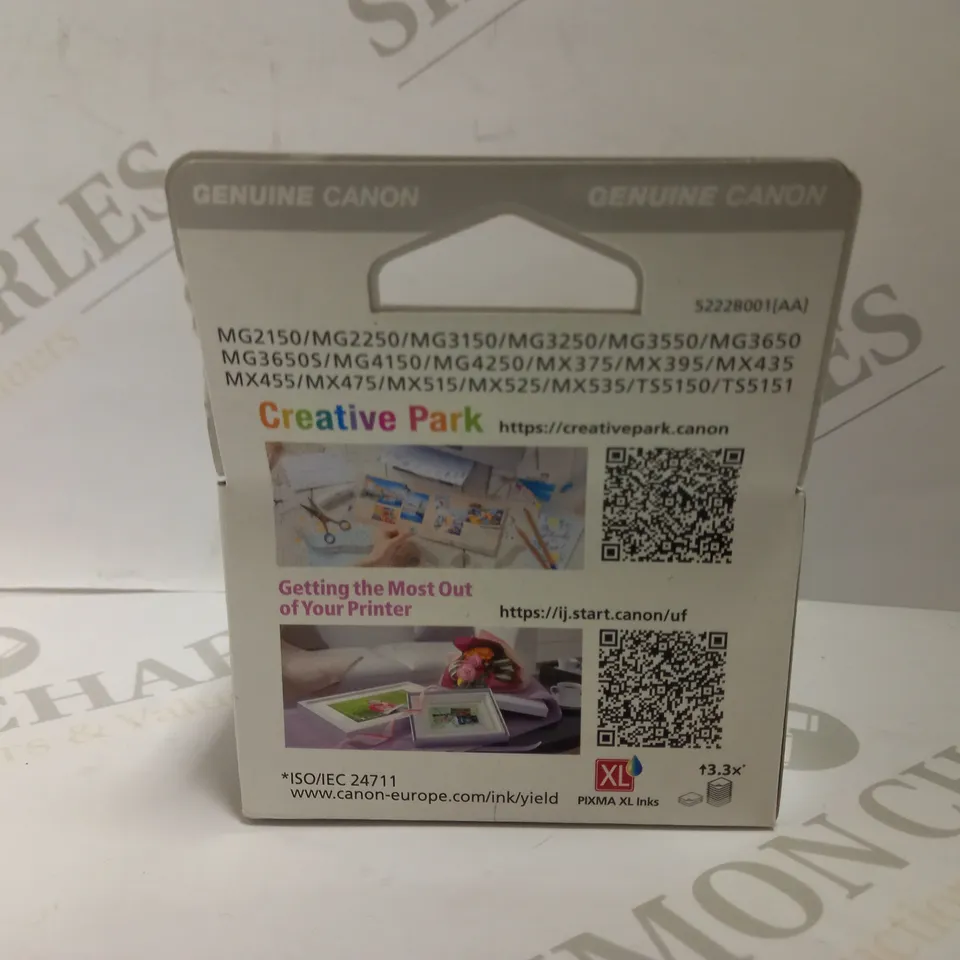 GENUINE CANON GENUINE CANON
5222B001[AA]
MG2150/MG2250/MG3150/MG3250/MG3550/MG3650
MG3650S/MG4150/MG4250/MX375/MX395/MX435
MX455/MX475/MX515/MX525/MX535/TS5150/TS5151
Creative Park https://creativepark.canon
Getting the Most Out
of Your Printer https://ij.start.canon/uf
*ISO/IEC 24711
www.canon-europe.com/ink/yield
XL
PIXMA XL Inks
↑3.3x*